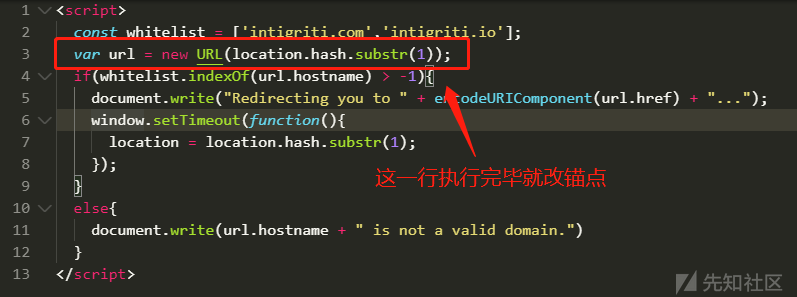 1 <script>
2 const whitelist = ['intigriti.com','intigriti.io'];
3 var url = new URL(location.hash.substr(1));
4 if(whitelist.indexOf(url.hostname) > -1){
5 document.write("Redirecting you to " + encodeURIComponent(url.href) + "...");
6 window.setTimeout(function(){
7 location = location.hash.substr(1);
8 });
这一行执行完毕就改锚点
9 }
10 else{
11 document.write(url.hostname + " is not a valid domain.")
12 }
13 </script>
先知社区